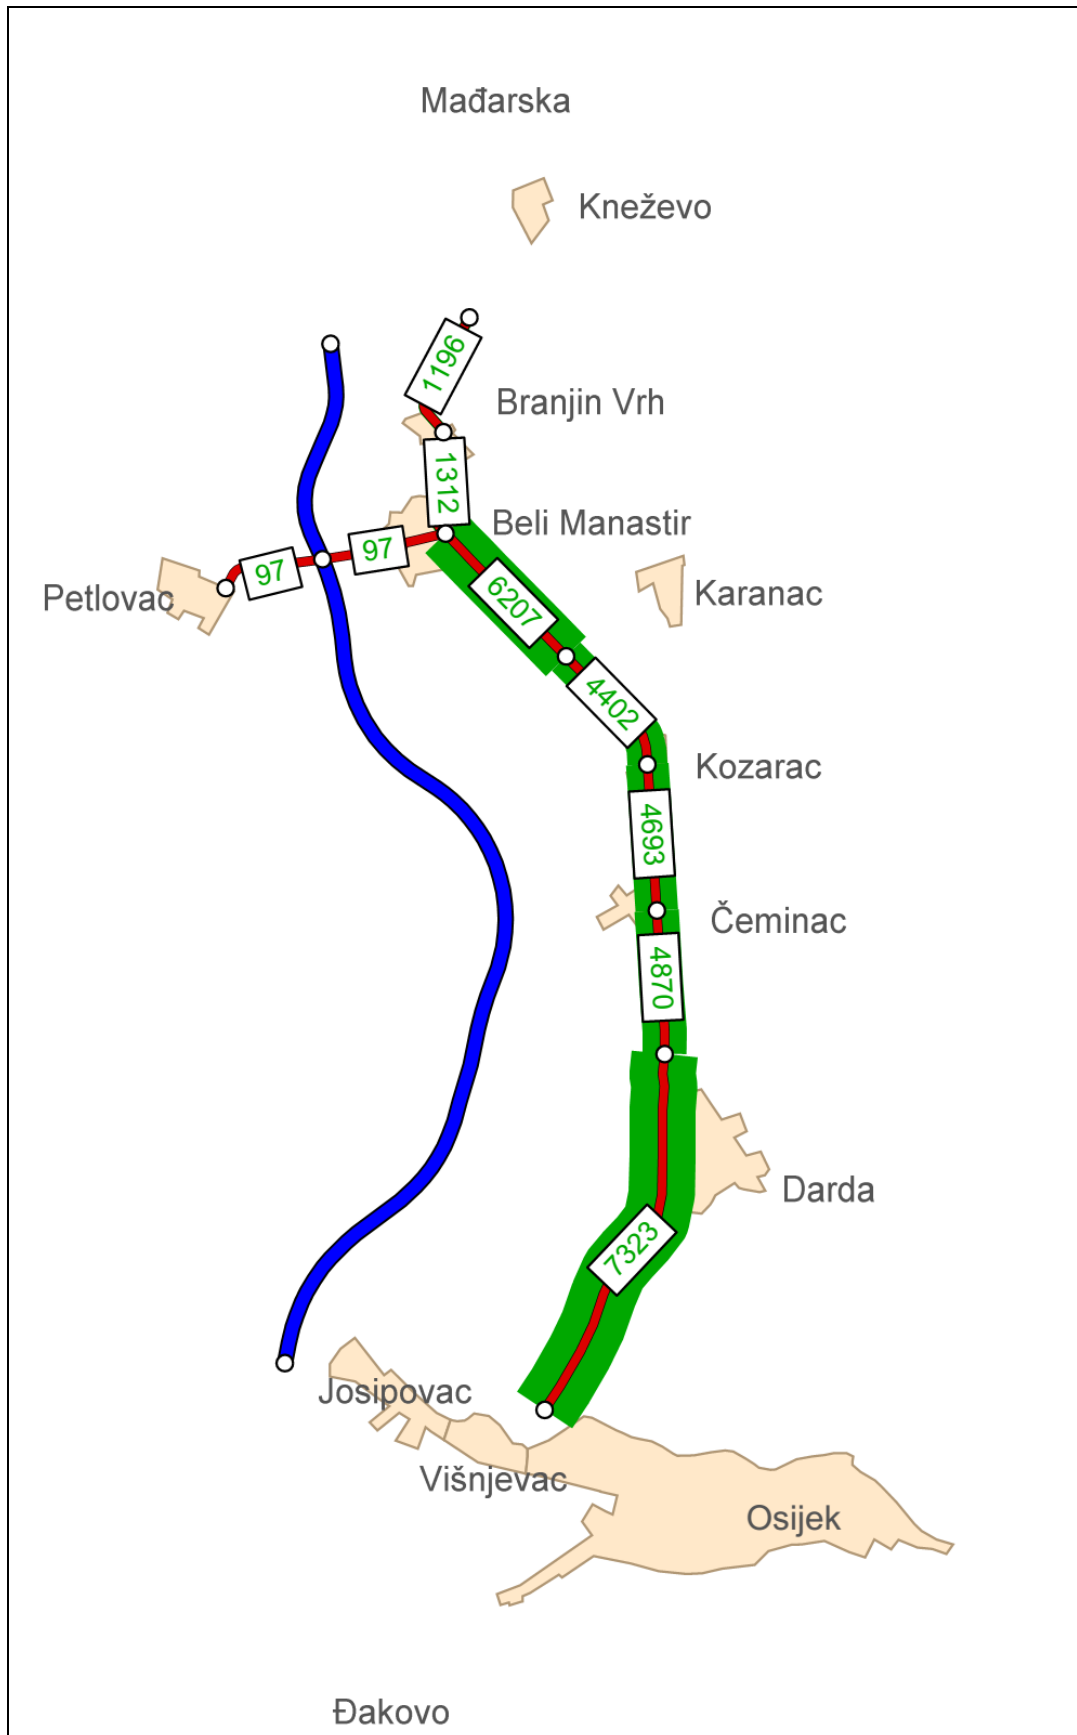 Mađarska
Kneževo
1196
Branjin Vrh
1312
Beli Manastir
97
97
Petlovac
6207
Karanac
4402
Kozarac
4693
Čeminac
4870
Darda
7323
Josipovac
Višnjevac
Osijek
Đakovo